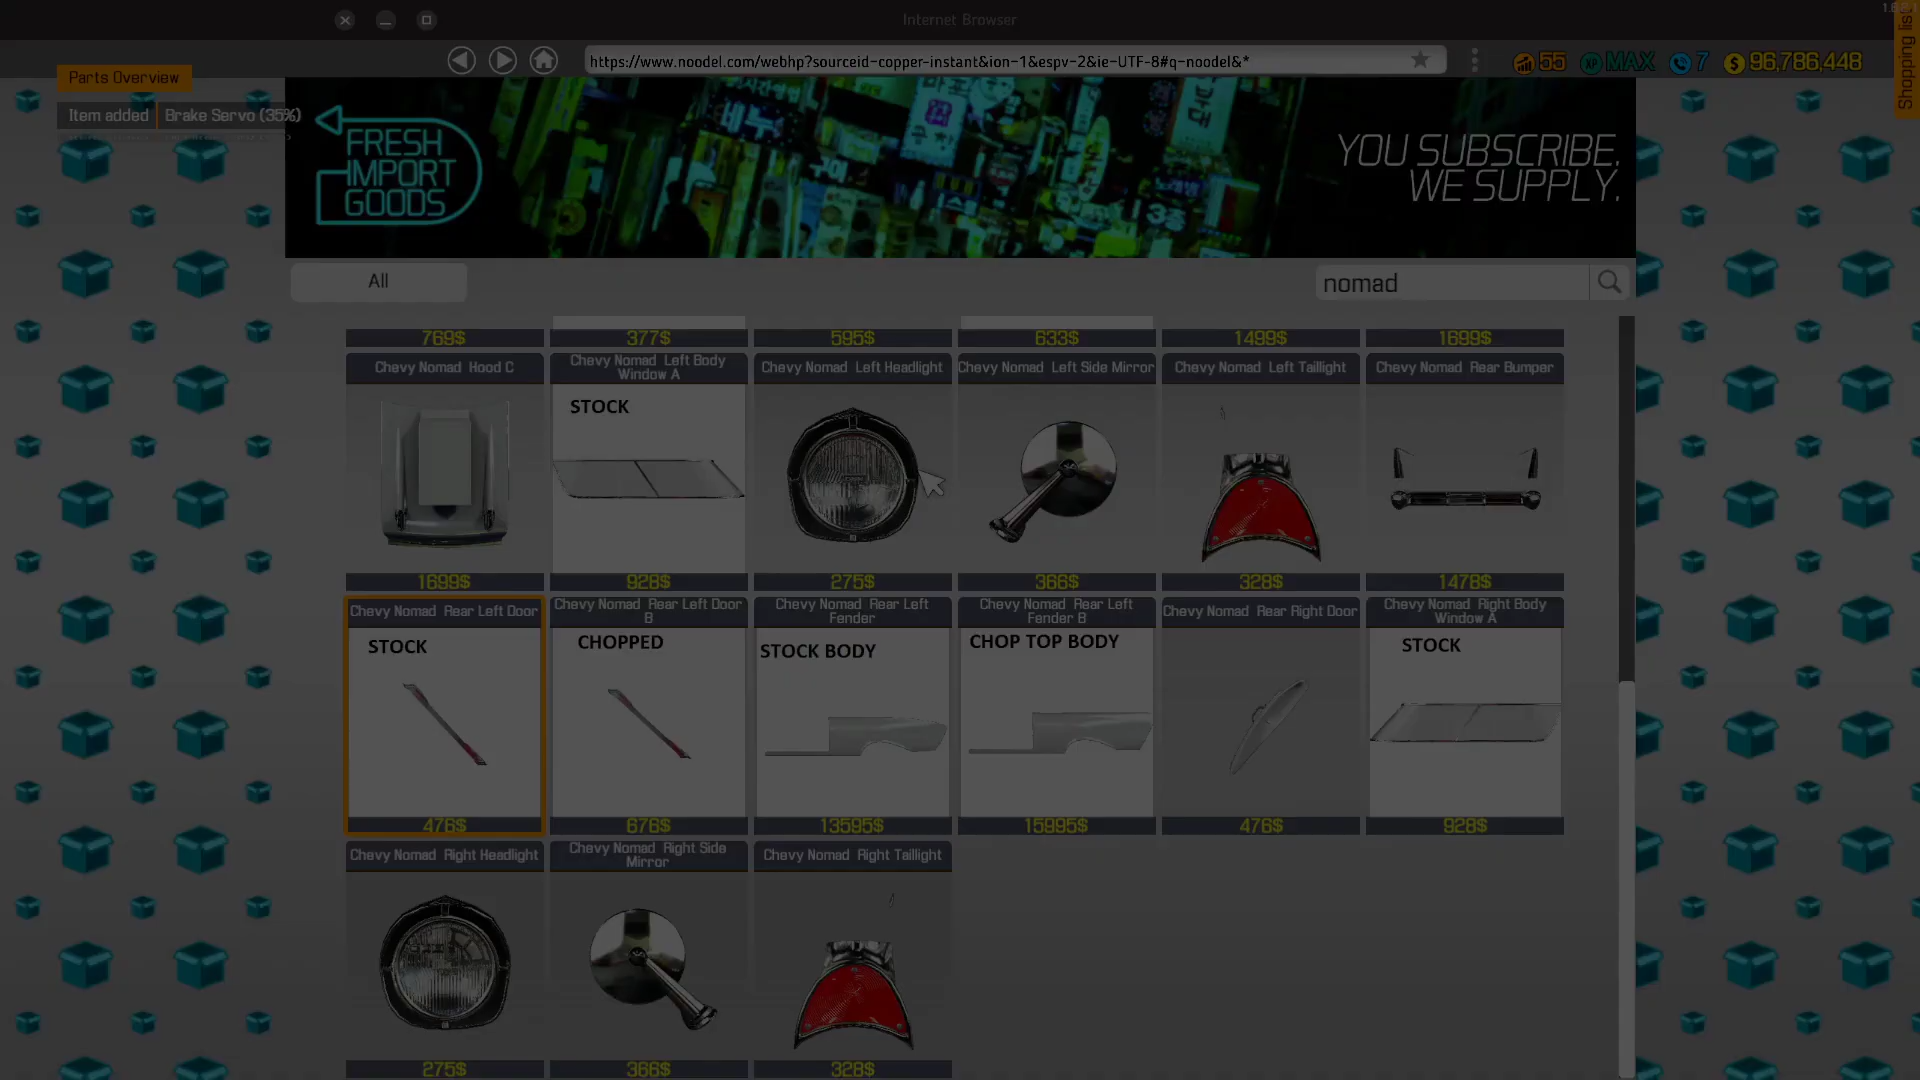 Internet Browser
1.6.8.1
https://www.noodel.com/webhp?sourceid-copper-instant&ion-1&espv-2&ie-UTF-8#q-noodel&*
55
XP MAX
7
$ 96,786,448
Shopping list
Parts Overview
Item added
Brake Servo (35%)
FRESH
IMPORT
GOODS
YOU SUBSCRIBE.
WE SUPPLY.
All
nomad
769$
377$
595$
633$
1499$
1699$
Chevy Nomad Hood C
Chevy Nomad Left Body
Window A
Chevy Nomad Left Headlight
Chevy Nomad Left Side Mirror
Chevy Nomad Left Taillight
Chevy Nomad Rear Bumper
STOCK
1699$
928$
275$
366$
328$
1478$
Chevy Nomad Rear Left Door
Chevy Nomad Rear Left Door
B
Chevy Nomad Rear Left
Fender
Chevy Nomad Rear Left
Fender B
Chevy Nomad Rear Right Door
Chevy Nomad Right Body
Window A
STOCK
CHOPPED
STOCK BODY
CHOP TOP BODY
STOCK
476$
676$
13595$
15995$
476$
928$
Chevy Nomad Right Headlight
Chevy Nomad Right Side
Mirror
Chevy Nomad Right Taillight
275$
366$
328$